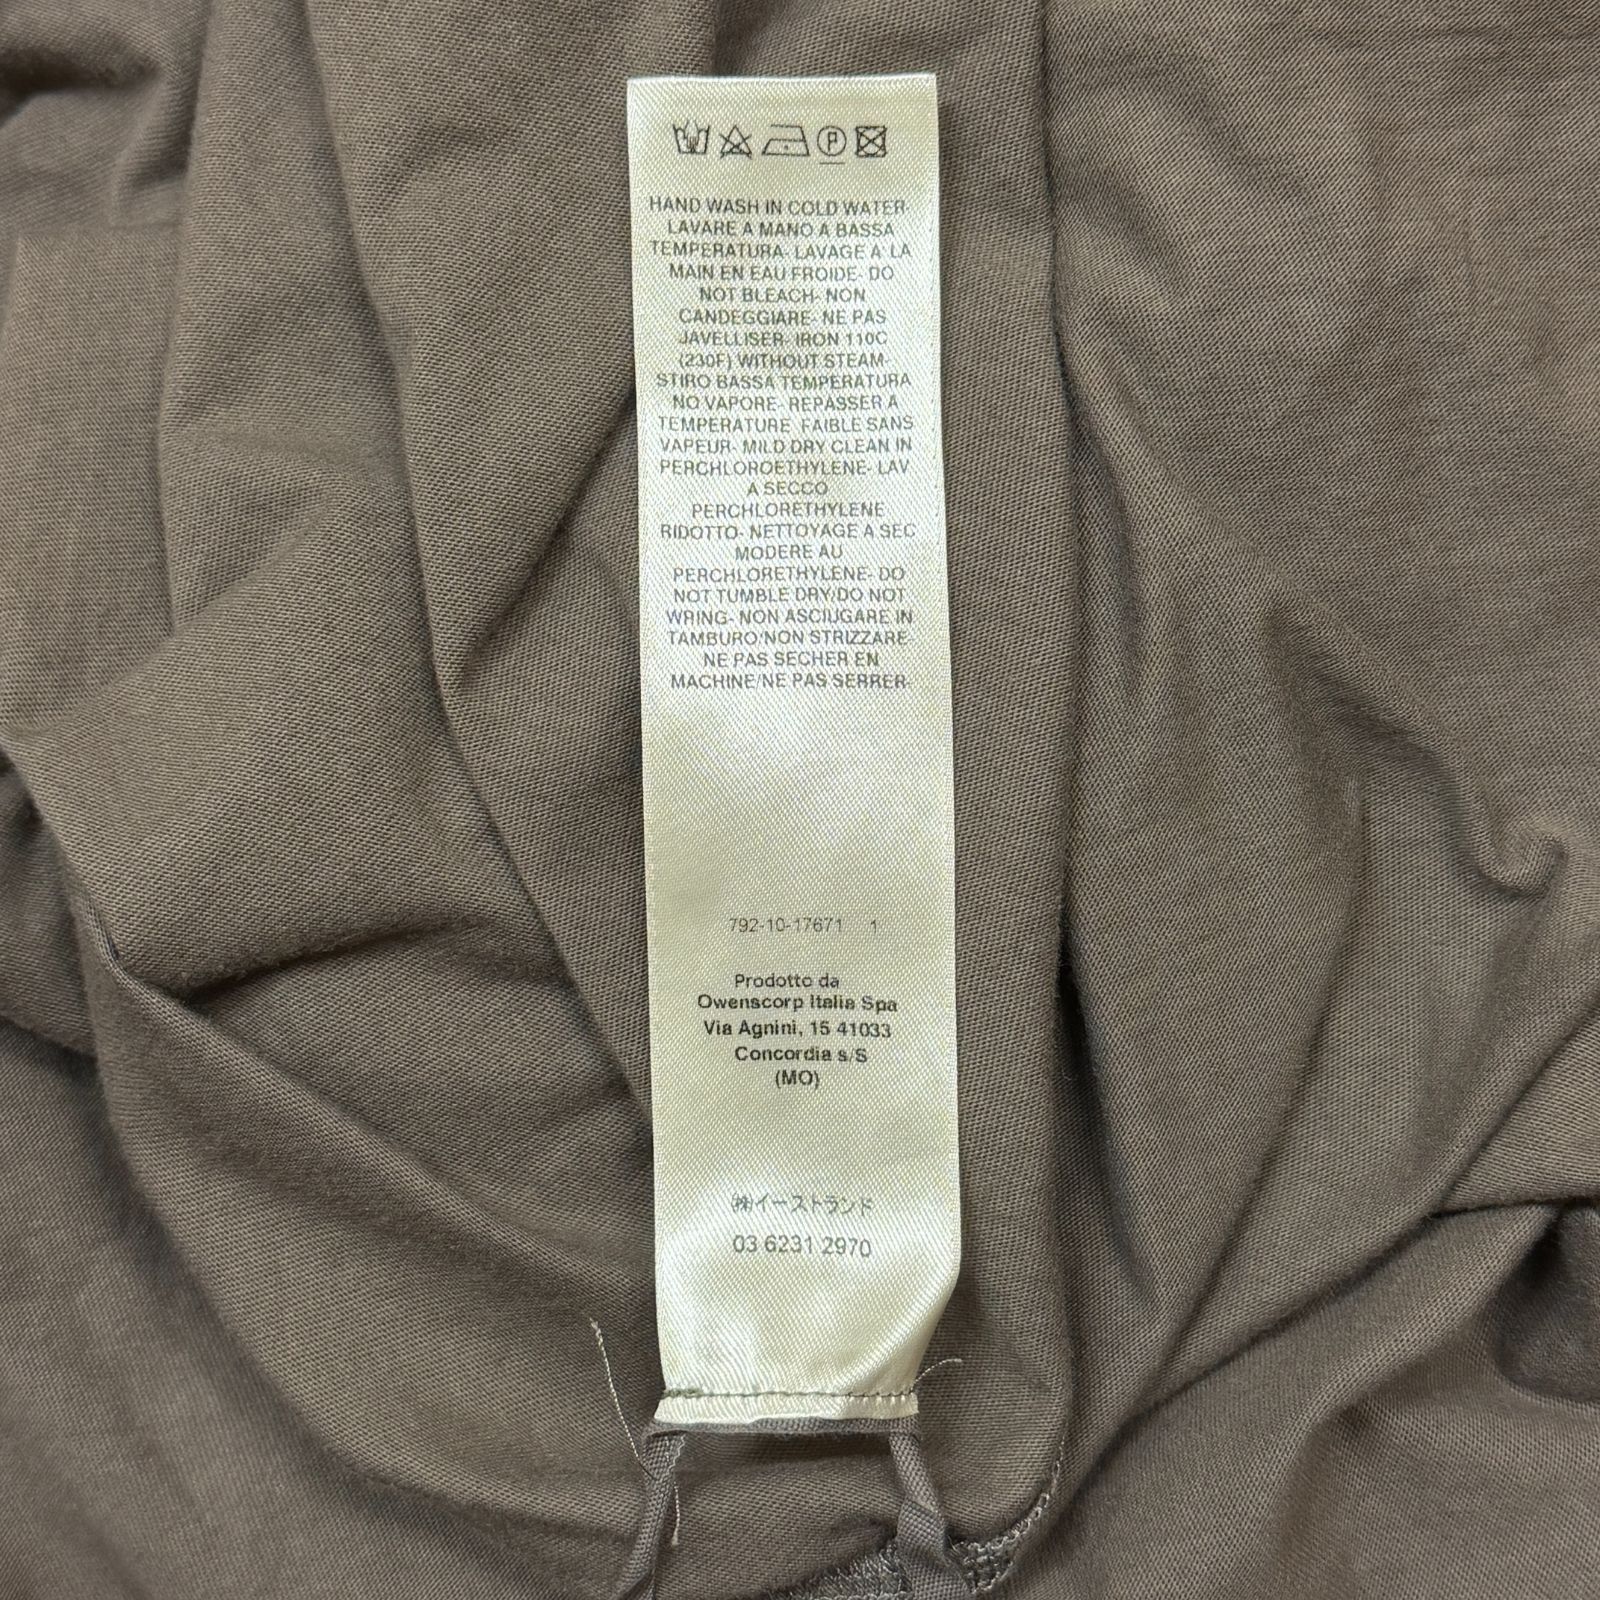 HAND WASH IN COLD WATER-
LAVARE A MANO A BASSA
TEMPERATURA- LAVAGE A LA
MAIN EN EAU FROIDE- DO
NOT BLEACH- NON
CANDEGGIARE- NE PAS
JAVELLISER- IRON 110C
(230F) WITHOUT STEAM-
STIRO BASSA TEMPERATURA
NO VAPORE- REPASSER A
TEMPERATURE FAIBLE SANS
VAPEUR- MILD DRY CLEAN IN
PERCHLOROETHYLENE- LAV
A SECCO
PERCHLORETHYLENE
RIDOTTO- NETTOYAGE A SEC
MODERE AU
PERCHLORETHYLENE- DO
NOT TUMBLE DRY/DO NOT
WRING- NON ASCIUGARE IN
TAMBURO/NON STRIZZARE-
NE PAS SECHER EN
MACHINE/NE PAS SERRER-
792-10-17671 1
Prodotto da
Owenscorp Italia Spa
Via Agnini, 15 41033
Concordia s/S
(MO)
㈱イーストランド
03 6231 2970